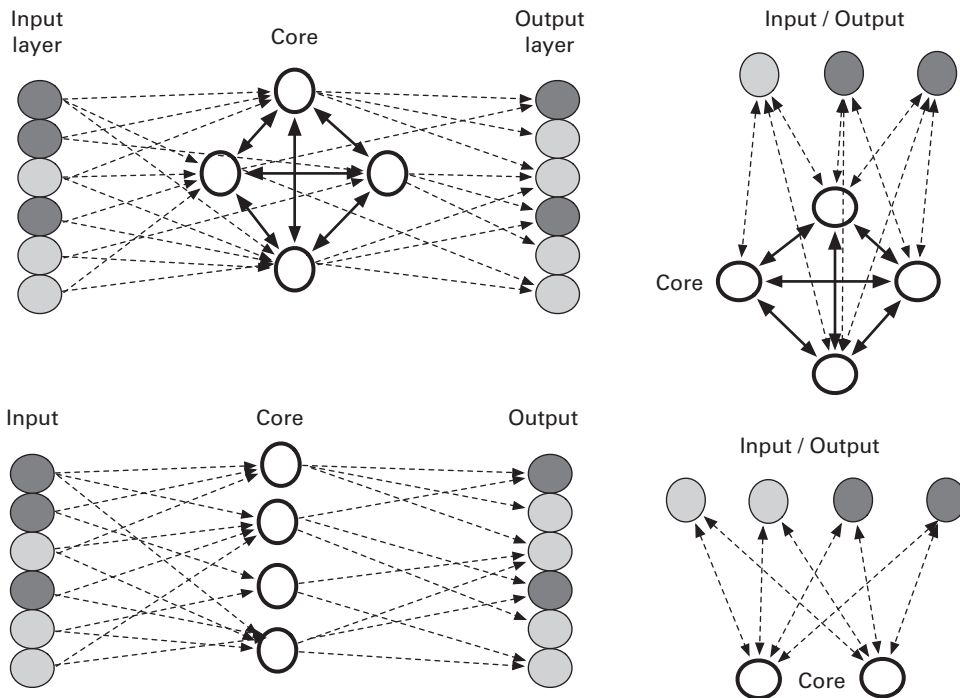 Input
layer
Core
Output
layer
Input / Output
Core
Input
Core
Output
Input / Output
Core